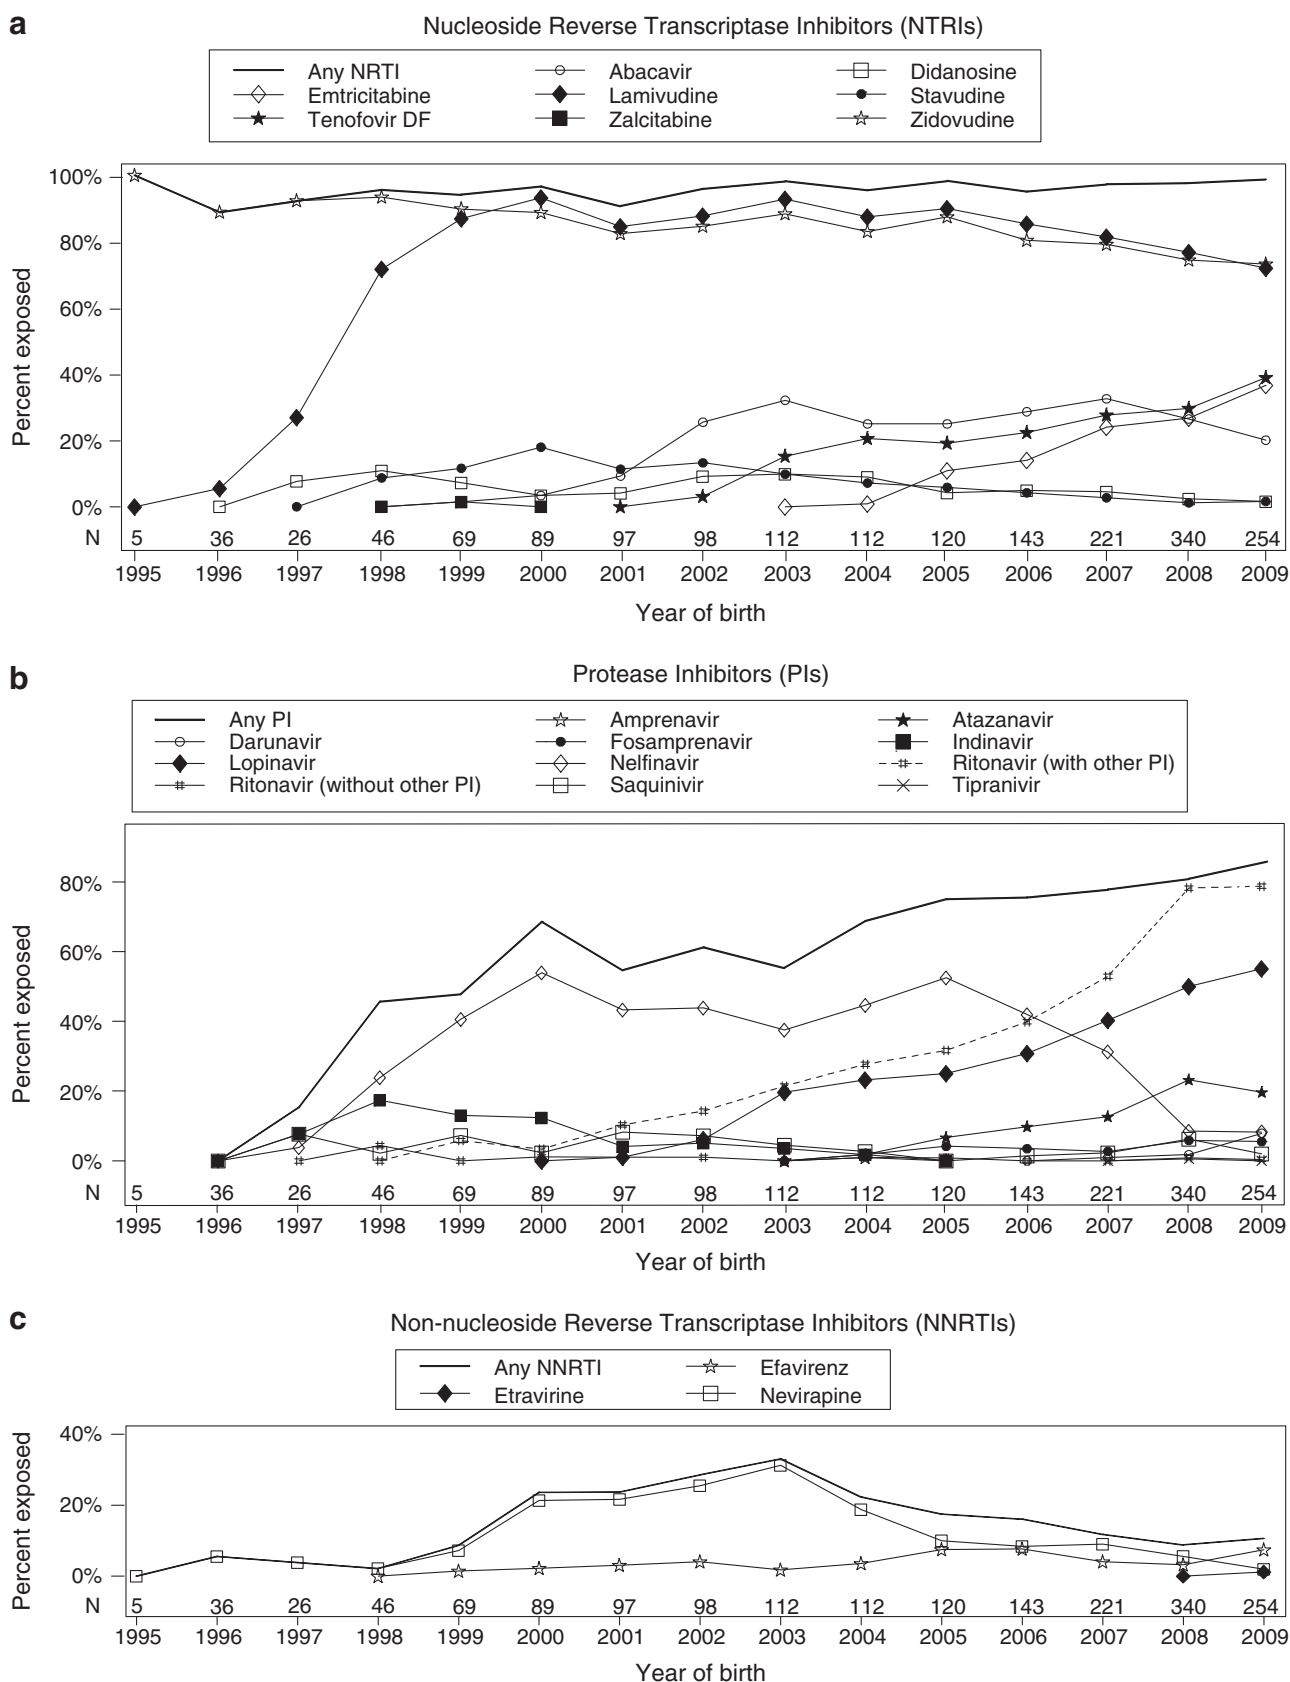 a
Nucleoside Reverse Transcriptase Inhibitors (NTRIs)
Any NRTI Abacavir Didanosine
Emtricitabine Lamivudine Stavudine
Tenofovir DF Zalcitabine Zidovudine
Percent exposed
100%
80%
60%
40%
20%
0%
N 5 36 26 46 69 89 97 98 112 112 120 143 221 340 254
1995 1996 1997 1998 1999 2000 2001 2002 2003 2004 2005 2006 2007 2008 2009
Year of birth
b
Protease Inhibitors (PIs)
Any PI Amprenavir Atazanavir
Darunavir Fosamprenavir Indinavir
Lopinavir Nelfinavir Ritonavir (with other PI)
Ritonavir (without other PI) Saquinivir Tipranivir
Percent exposed
80%
60%
40%
20%
0%
N 5 36 26 46 69 89 97 98 112 112 120 143 221 340 254
1995 1996 1997 1998 1999 2000 2001 2002 2003 2004 2005 2006 2007 2008 2009
Year of birth
c
Non-nucleoside Reverse Transcriptase Inhibitors (NNRTIs)
Any NNRTI Efavirenz
Etravirine Nevirapine
Percent exposed
40%
20%
0%
N 5 36 26 46 69 89 97 98 112 112 120 143 221 340 254
1995 1996 1997 1998 1999 2000 2001 2002 2003 2004 2005 2006 2007 2008 2009
Year of birth